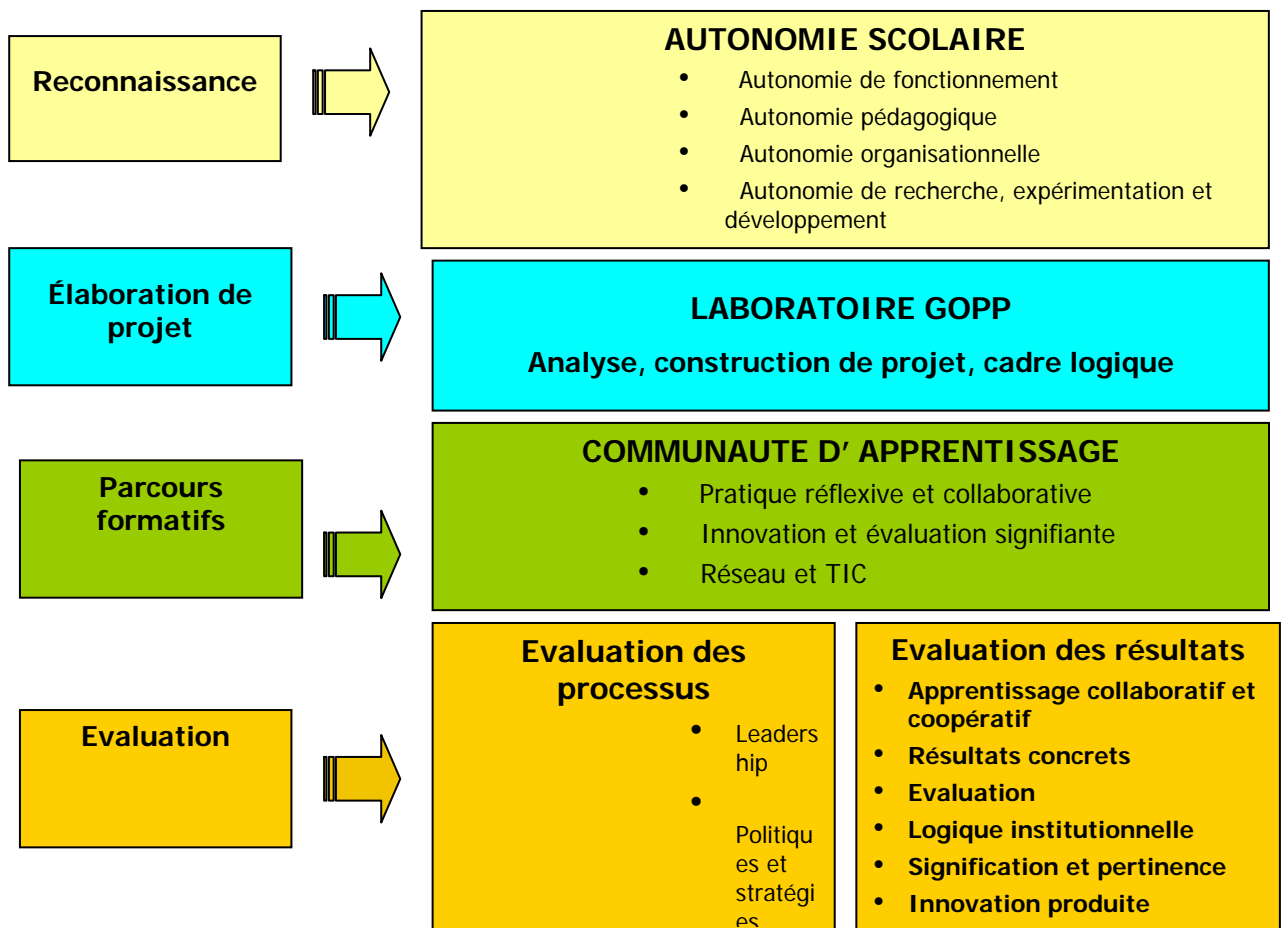 Reconnaissance
AUTONOMIE SCOLAIRE
• Autonomie de fonctionnement
• Autonomie pédagogique
• Autonomie organisationnelle
• Autonomie de recherche, expérimentation et
développement
Élaboration de
projet
LABORATOIRE GOPP
Analyse, construction de projet, cadre logique
Parcours
formatifs
COMMUNAUTE D' APPRENTISSAGE
• Pratique réflexive et collaborative
• Innovation et évaluation signifiante
• Réseau et TIC
Evaluation
Evaluation des
processus
• Leaders
hip
•
Politiqu
es et
stratégi
es
Evaluation des résultats
• Apprentissage collaboratif et
coopératif
• Résultats concrets
• Evaluation
• Logique institutionnelle
• Signification et pertinence
• Innovation produite